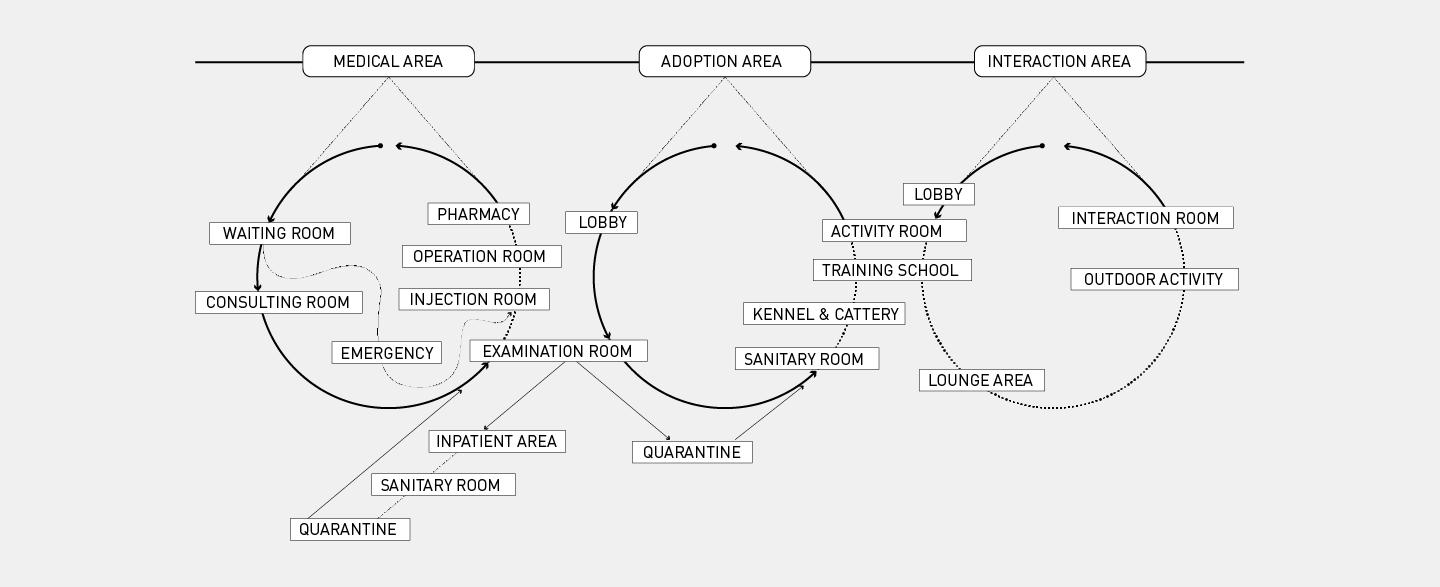 MEDICAL AREA
ADOPTION AREA
INTERACTION AREA
WAITING ROOM
CONSULTING ROOM
EMERGENCY
PHARMACY
OPERATION ROOM
INJECTION ROOM
EXAMINATION ROOM
INPATIENT AREA
SANITARY ROOM
QUARANTINE
LOBBY
ACTIVITY ROOM
TRAINING SCHOOL
KENNEL & CATTERY
SANITARY ROOM
QUARANTINE
LOBBY
INTERACTION ROOM
OUTDOOR ACTIVITY
LOUNGE AREA